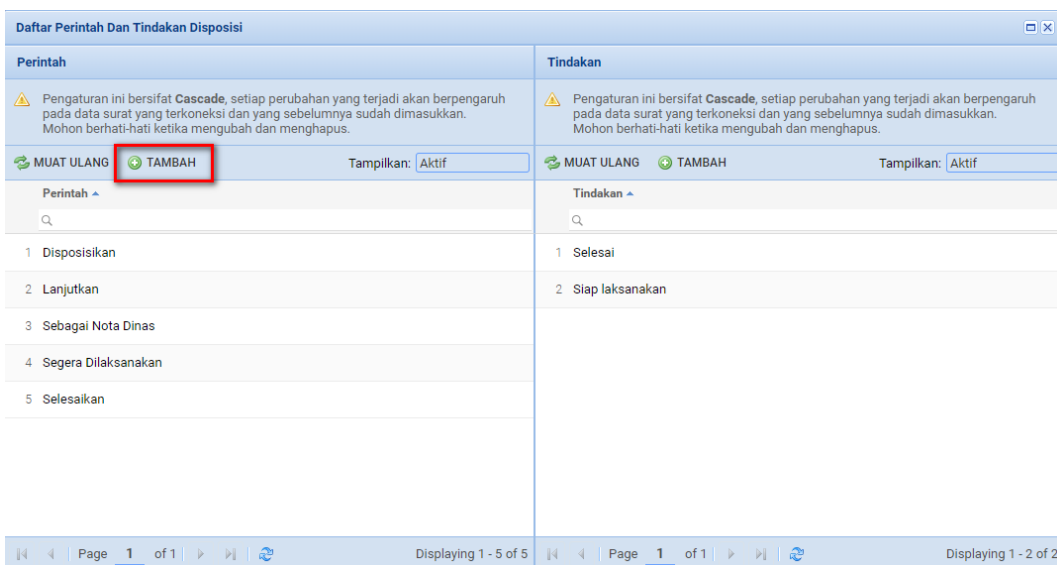 Daftar Perintah Dan Tindakan Disposisi
Perintah
Pengaturan ini bersifat Cascade, setiap perubahan yang terjadi akan berpengaruh
pada data surat yang terkoneksi dan yang sebelumnya sudah dimasukkan.
Mohon berhati-hati ketika mengubah dan menghapus.
MUAT ULANG TAMBAH Tampilkan: Aktif
Perintah
1 Disposisikan
2 Lanjutkan
3 Sebagai Nota Dinas
4 Segera Dilaksanakan
5 Selesaikan
Page 1 of 1 Displaying 1 - 5 of 5
Tindakan
Pengaturan ini bersifat Cascade, setiap perubahan yang terjadi akan berpengaruh
pada data surat yang terkoneksi dan yang sebelumnya sudah dimasukkan.
Mohon berhati-hati ketika mengubah dan menghapus.
MUAT ULANG TAMBAH Tampilkan: Aktif
Tindakan
1 Selesai
2 Siap laksanakan
Page 1 of 1 Displaying 1 - 2 of 2